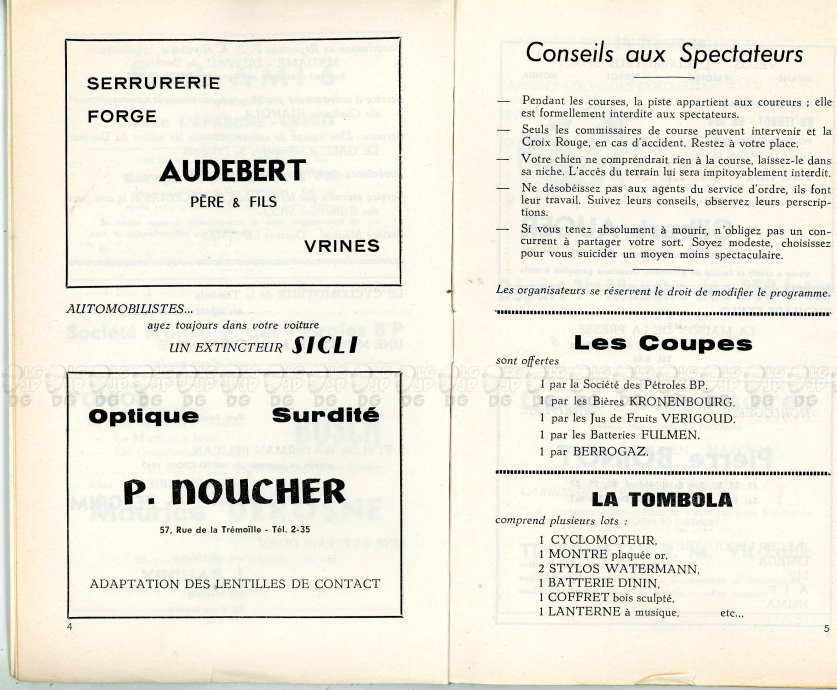 SERRURERIE
FORGE
AUDEBERT
PÈRE & FILS
VRINES
AUTOMOBILISTES...
ayez toujours dans votre voiture
UN EXTINCTEUR SICLI
Optique Surdité
P. NOUCHER
57, Rue de la Trémoïlle - Tél. 2-35
ADAPTATION DES LENTILLES DE CONTACT
4
Conseils aux Spectateurs
— Pendant les courses, la piste appartient aux coureurs ; elle
est formellement interdite aux spectateurs.
— Seuls les commissaires de course peuvent intervenir et la
Croix Rouge, en cas d'accident. Restez à votre place.
— Votre chien ne comprendrait rien à la course, laissez-le dans
sa niche. L'accès du terrain lui sera impitoyablement interdit.
— Ne désobéissez pas aux agents du service d'ordre, ils font
leur travail. Suivez leurs conseils, observez leurs perscrip-
tions.
— Si vous tenez absolument à mourir, n'obligez pas un con-
current à partager votre sort. Soyez modeste, choisissez
pour vous suicider un moyen moins spectaculaire.
Les organisateurs se réservent le droit de modifier le programme.
Les Coupes
sont offertes
1 par la Société des Pétroles BP.
1 par les Bières KRONENBOURG.
1 par les Jus de Fruits VERIGOUD.
1 par les Batteries FULMEN.
1 par BERROGAZ.
LA TOMBOLA
comprend plusieurs lots :
1 CYCLOMOTEUR,
1 MONTRE plaquée or,
2 STYLOS WATERMANN,
1 BATTERIE DININ,
1 COFFRET bois sculpté,
1 LANTERNE à musique, etc...
5